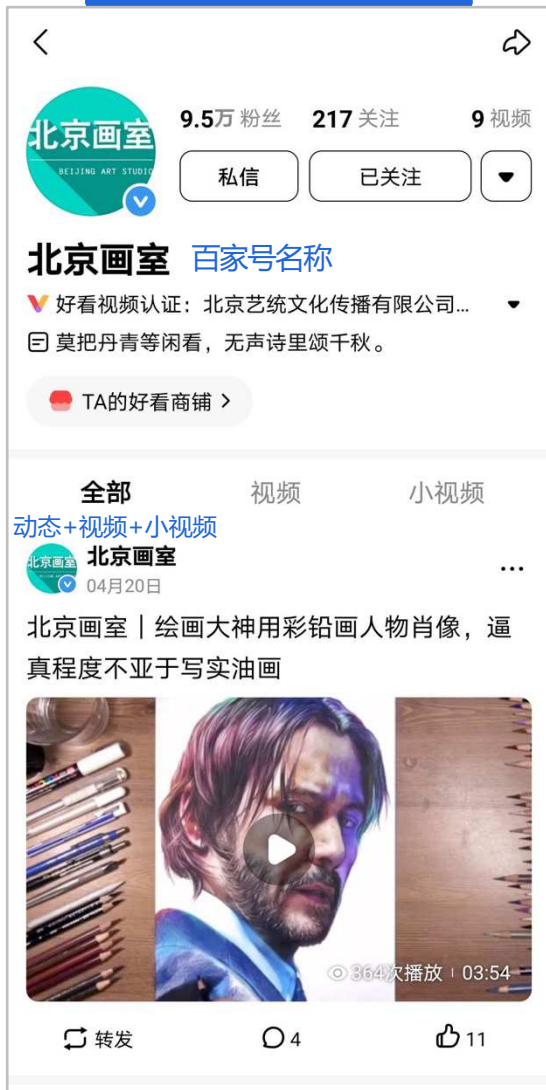 北京画室
BEIJING ART STUDIO
9.5万 粉丝 217 关注 9 视频
私信 已关注
北京画室 百家号名称
好看视频认证：北京艺统文化传播有限公司...
莫把丹青等闲看，无声诗里颂千秋。
TA的好看商铺 >
全部 视频 小视频
动态+视频+小视频
北京画室
北京画室
04月20日
北京画室｜绘画大神用彩铅画人物肖像，逼
真程度不亚于写实油画
364次播放 | 03:54
转发 4 11